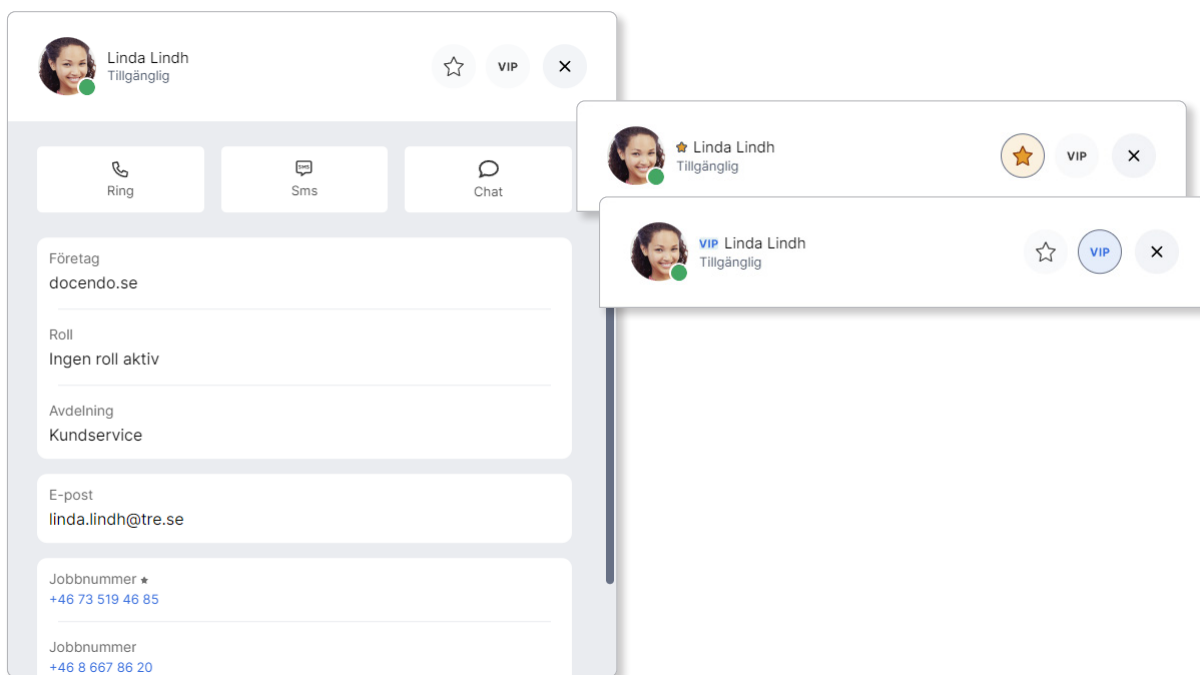 Linda Lindh
Tillgänglig
VIP
Ring
SMS
Sms
Chat
Företag
docendo.se
Roll
Ingen roll aktiv
Avdelning
Kundservice
E-post
linda.lindh@tre.se
Jobbnummer
+46 73 519 46 85
Jobbnummer
+46 8 667 86 20
Linda Lindh
Tillgänglig
VIP
VIP Linda Lindh
Tillgänglig
VIP